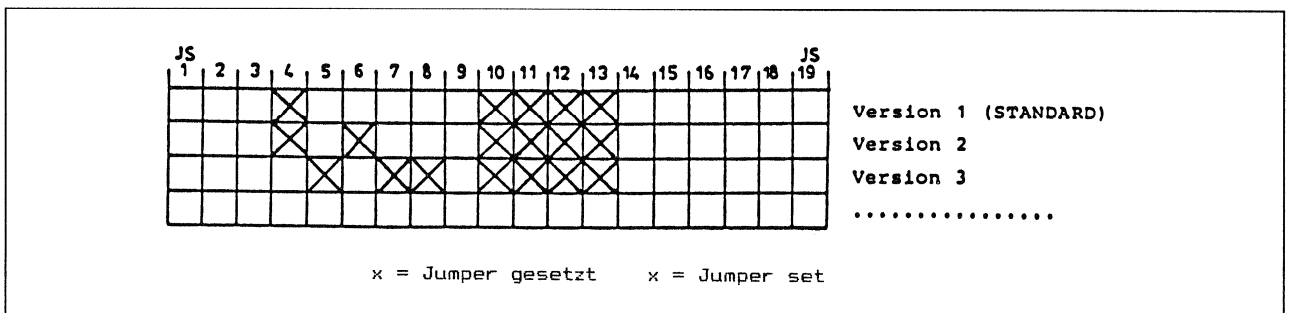 JS JS
1 2 3 4 5 6 7 8 9 10 11 12 13 14 15 16 17 18 19
Version 1 (STANDARD)
Version 2
Version 3
.................
x = Jumper gesetzt x = Jumper set